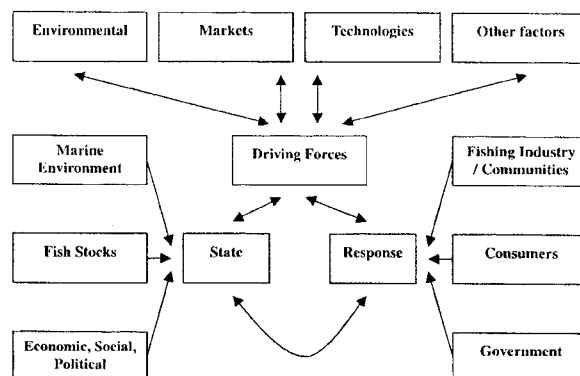 Environmental
Markets
Technologies
Other factors
Marine
Environment
Driving Forces
Fishing Industry
/ Communities
Fish Stocks
State
Response
Consumers
Economic, Social,
Political
Government